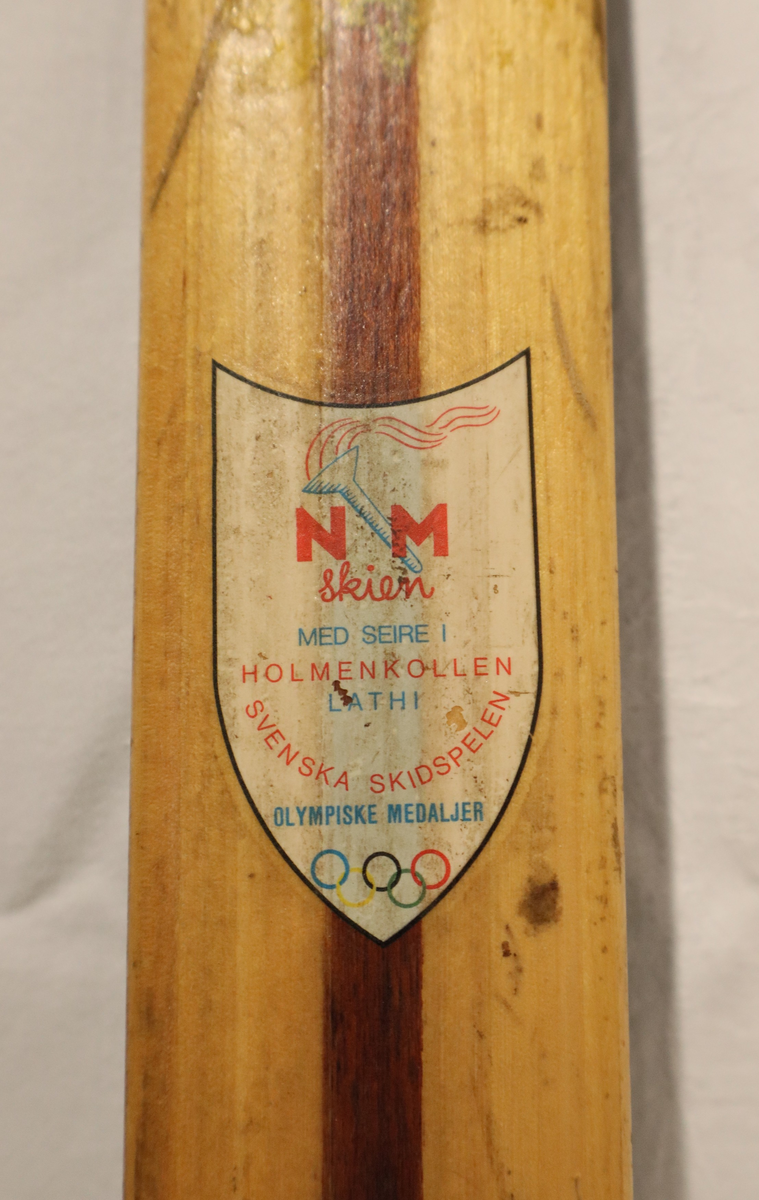 NM
skien
MED SEIRE I
HOLMENKOLLEN
LATHI
SVENSKA SKIDSPELEN
OLYMPISKE MEDALJER